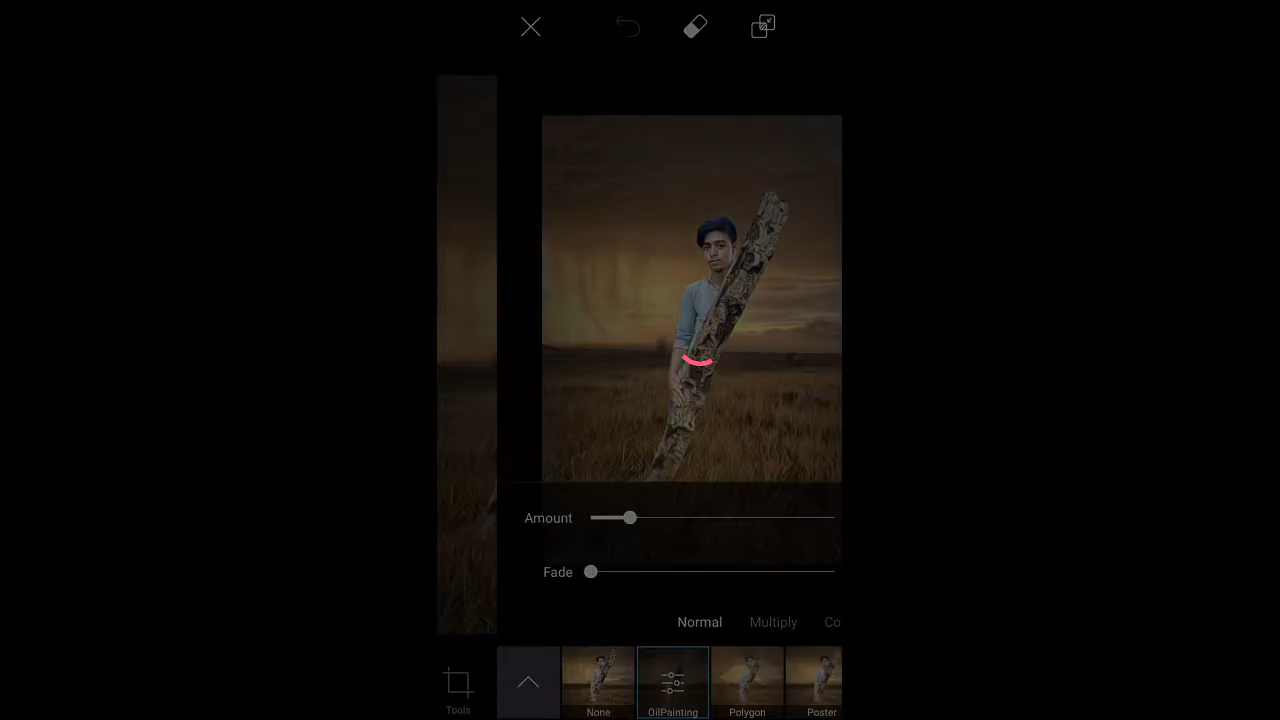 Amount
Fade
Normal Multiply Co
Tools None OilPainting Polygon Poster